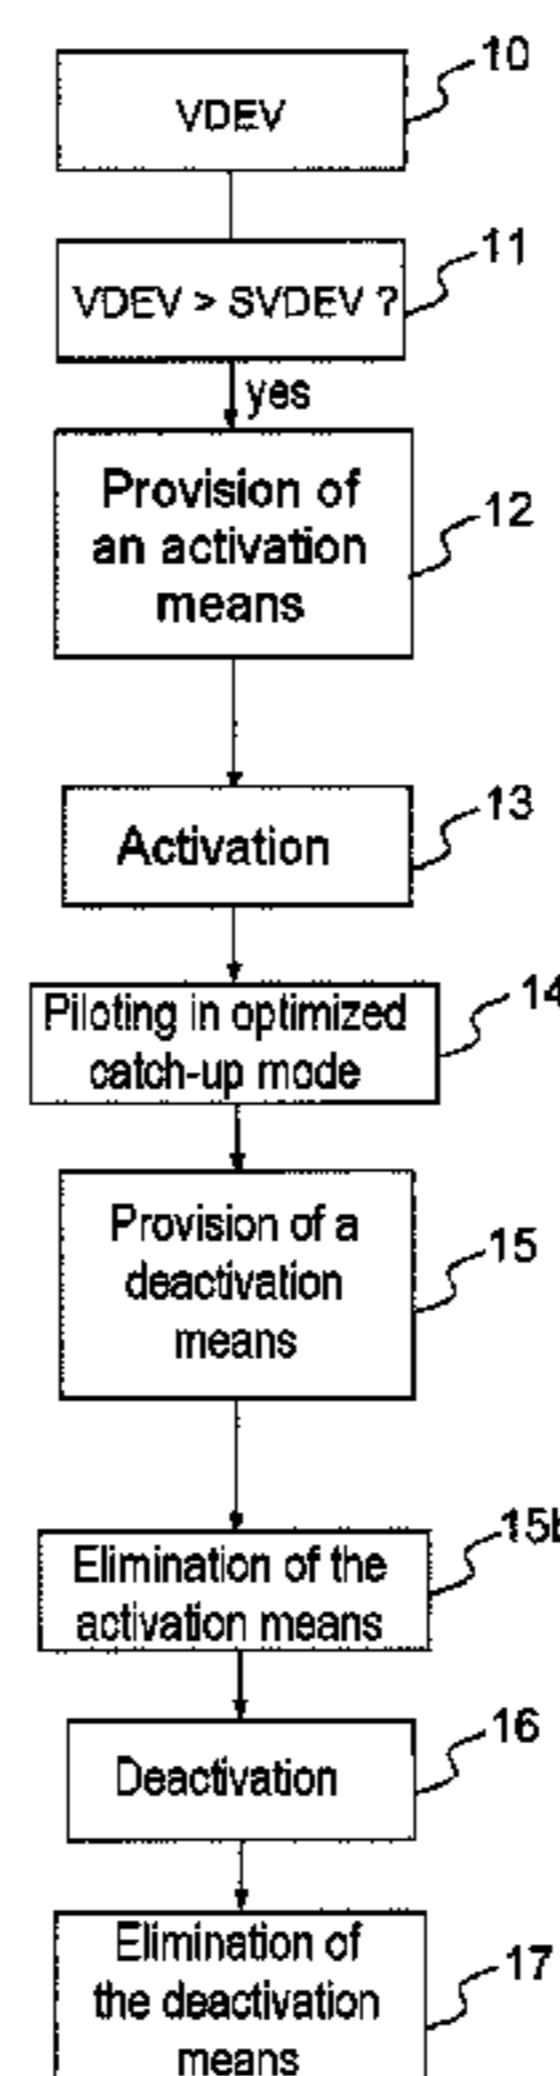 VDEV
10
VDEV > SVDEV ?
11
yes
Provision of
an activation
means
12
Activation
13
Piloting in optimized
catch-up mode
14
Provision of a
deactivation
means
15
Elimination of the
activation means
15b
Deactivation
16
Elimination of
the deactivation
means
17